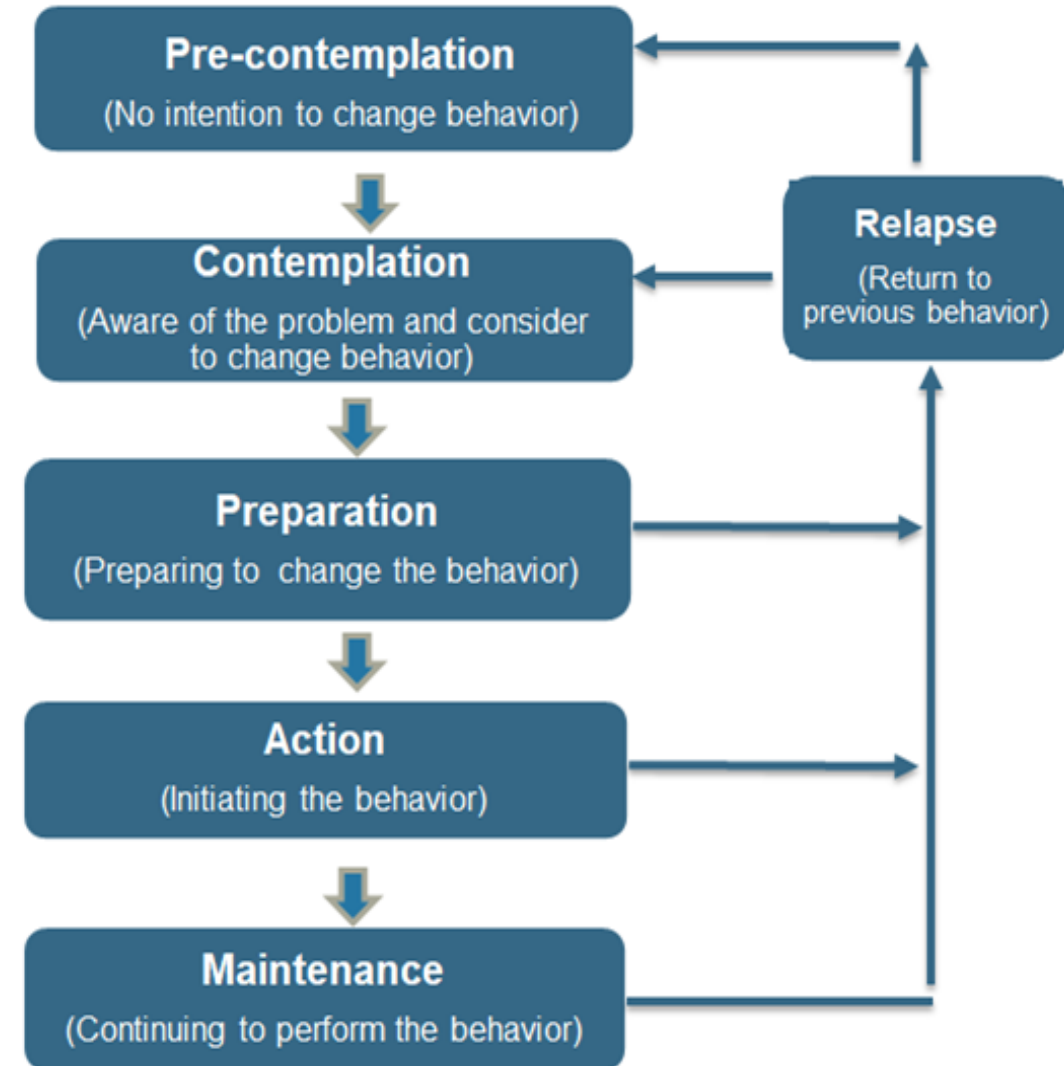 Pre-contemplation
(No intention to change behavior)
Contemplation
(Aware of the problem and consider
to change behavior)
Relapse
(Return to
previous behavior)
Preparation
(Preparing to change the behavior)
Action
(Initiating the behavior)
Maintenance
(Continuing to perform the behavior)